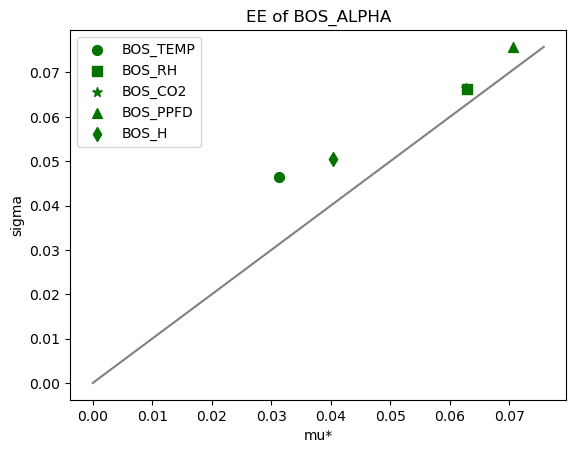 EE of BOS_ALPHA
BOS_TEMP
BOS_RH
BOS_CO2
BOS_PPFD
BOS_H
0.07
0.06
0.05
0.04
0.03
0.02
0.01
0.00
sigma
0.00 0.01 0.02 0.03 0.04 0.05 0.06 0.07
mu*